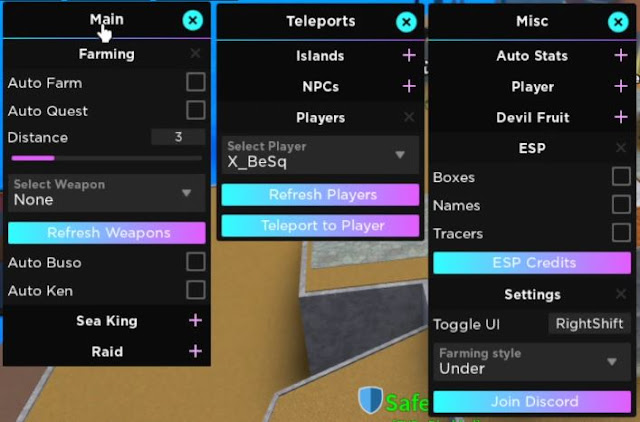 Main
Farming
Auto Farm
Auto Quest
Distance 3
Select Weapon
None
Refresh Weapons
Auto Buso
Auto Ken
Sea King
Raid
Teleports
Islands
NPCs
Players
Select Player
X_BeSq
Refresh Players
Teleport to Player
Misc
Auto Stats
Player
Devil Fruit
ESP
Boxes
Names
Tracers
ESP Credits
Settings
Toggle UI RightShift
Farming style
Under
Join Discord
Safe